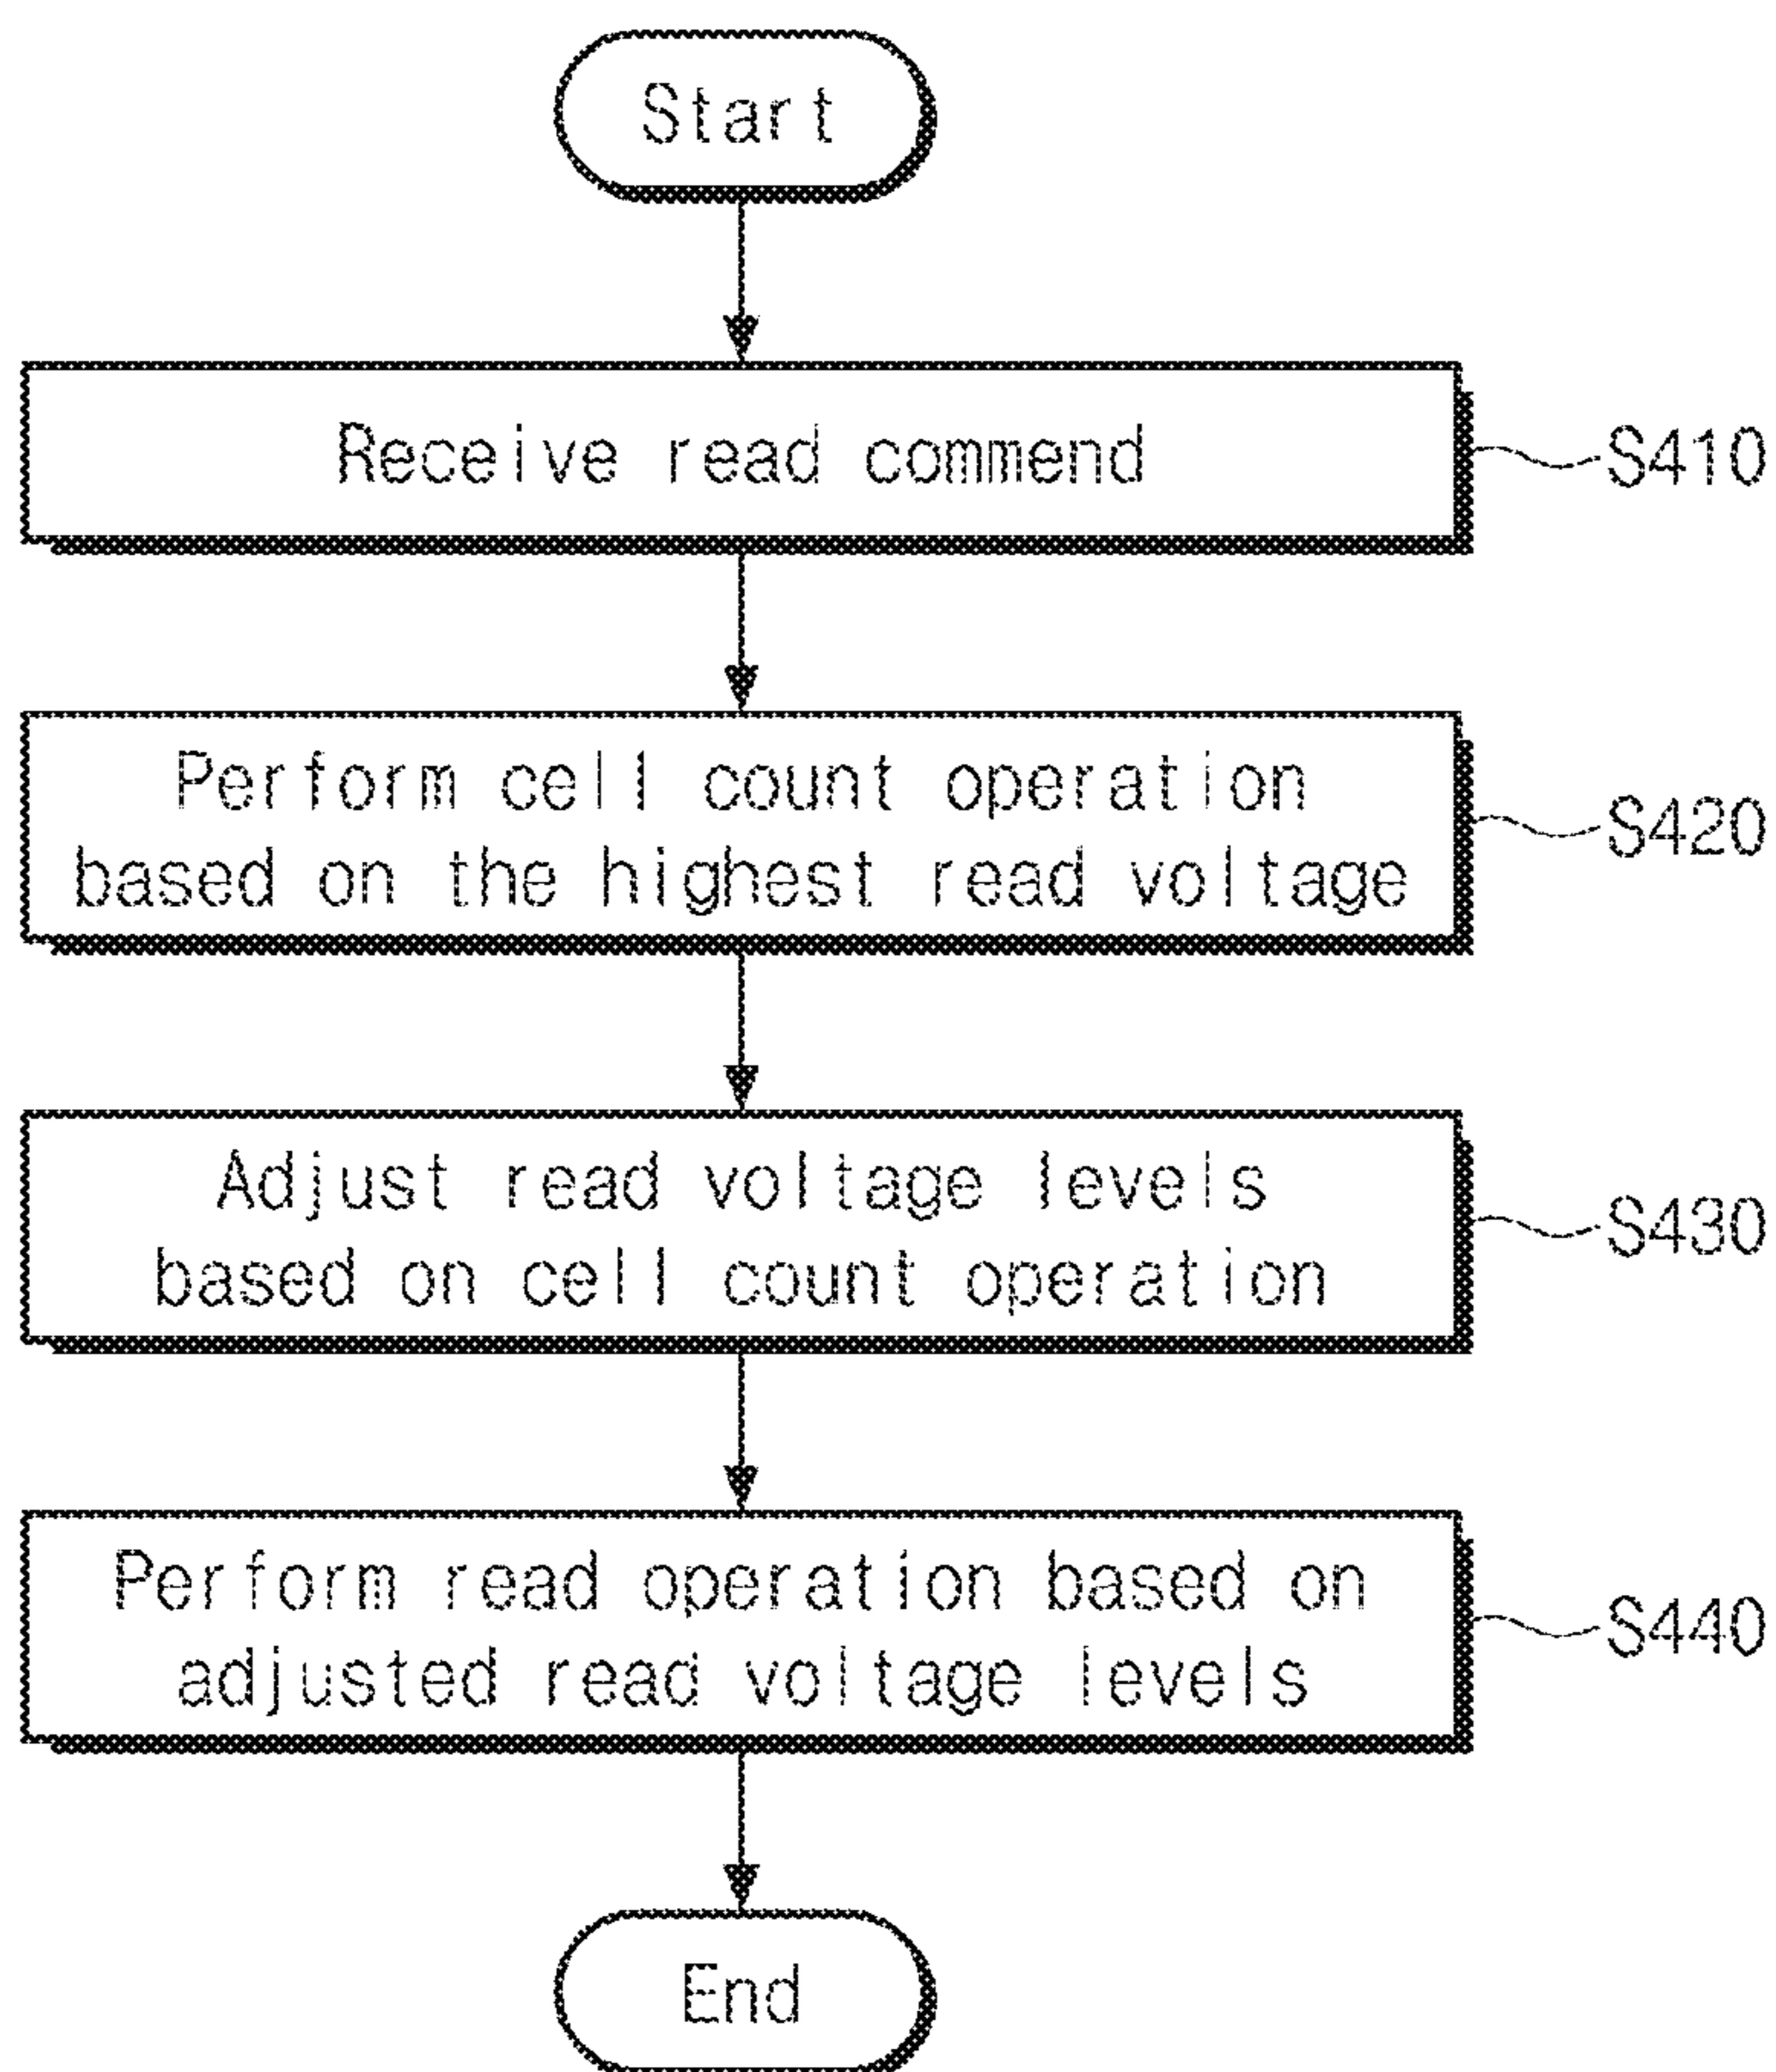 Start
Receive read commend
S410
Perform cell count operation
based on the highest read voltage
S420
Adjust read voltage levels
based on cell count operation
S430
Perform read operation based on
adjusted read voltage levels
S440
End